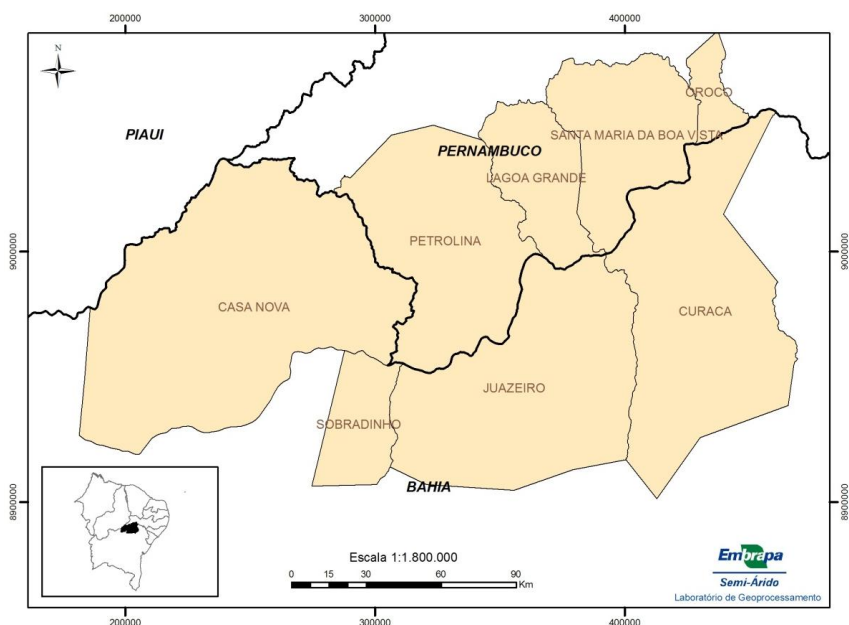 200000
300000
400000
N
PIAUI
OROCO
SANTA MARIA DA BOA VISTA
PERNAMBUCO
LAGOA GRANDE
PETROLINA
9000000
9000000
CASA NOVA
CURACA
JUAZEIRO
SOBRADINHO
BAHIA
8900000
8900000
Escala 1:1.800.000
0 15 30 60 90
Km
Embrapa
Semi-Árido
Laboratório de Geoprocessamento
200000
300000
400000